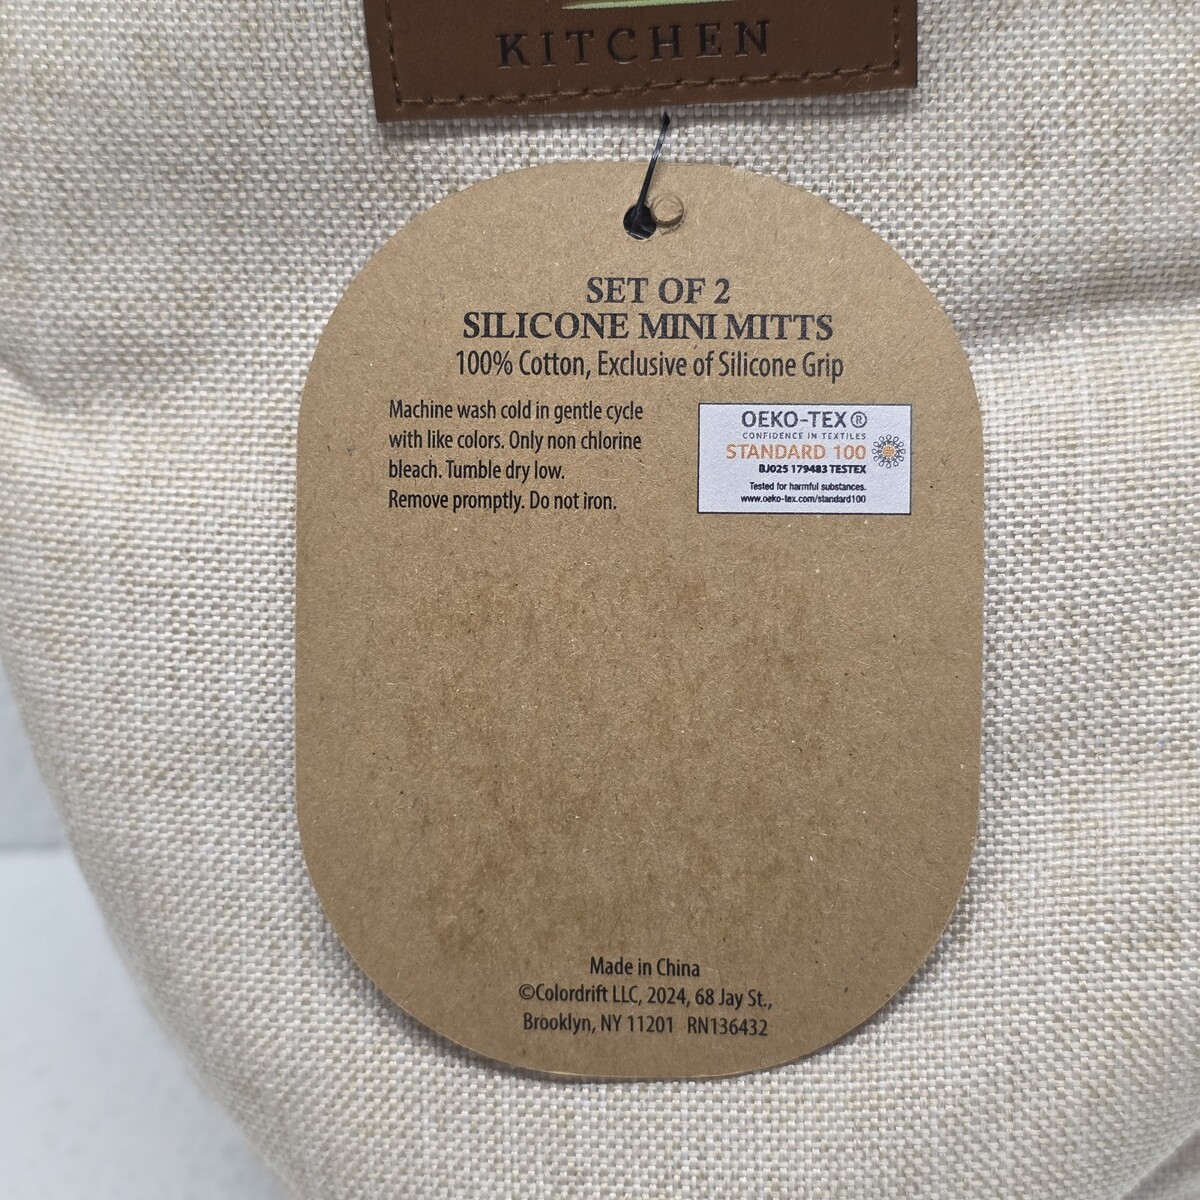 KITCHEN
SET OF 2
SILICONE MINI MITTS
100% Cotton, Exclusive of Silicone Grip
Machine wash cold in gentle cycle
with like colors. Only non chlorine
bleach. Tumble dry low.
Remove promptly. Do not iron.
OEKO-TEX®
CONFIDENCE IN TEXTILES
STANDARD 100
BJ025 179483 TESTEX
Tested for harmful substances.
www.oeko-tex.com/standard100
Made in China
©Colordrift LLC, 2024, 68 Jay St.,
Brooklyn, NY 11201 RN136432